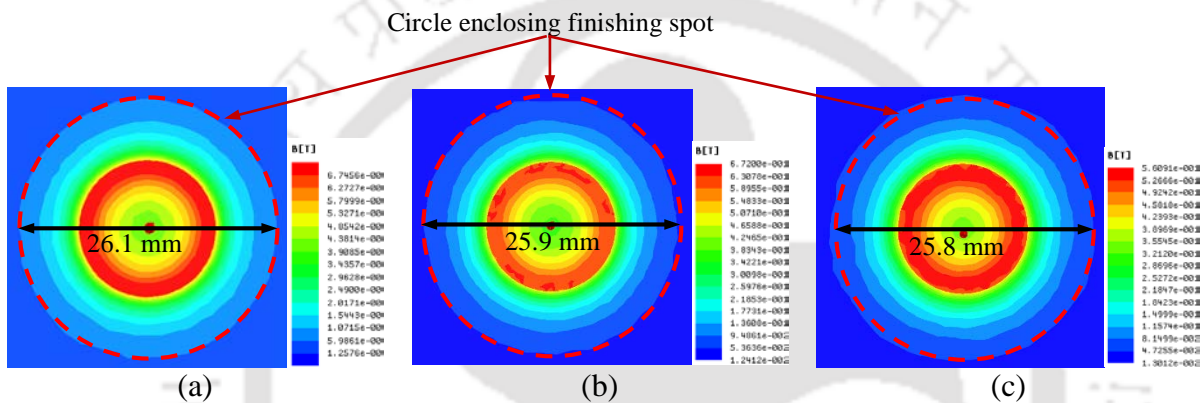 Circle enclosing finishing spot
B[T]
6.7456e-00
6.2727e-00
5.7999e-00
5.3271e-00
4.8542e-00
4.3814e-00
3.9085e-00
3.4357e-00
2.9628e-00
2.4900e-00
2.0171e-00
1.5443e-00
1.0715e-00
5.9861e-00
1.2576e-00
26.1 mm
(a)
B[T]
6.7200e-001
6.3078e-001
5.8955e-001
5.4833e-001
5.0710e-001
4.6588e-001
4.2465e-001
3.8343e-001
3.4221e-001
3.0098e-001
2.5976e-001
2.1853e-001
1.7731e-001
1.3608e-001
9.4861e-002
5.3636e-002
1.2412e-002
25.9 mm
(b)
B[T]
5.6091e-001
5.2666e-001
4.9242e-001
4.5818e-001
4.2393e-001
3.8969e-001
3.5545e-001
3.2120e-001
2.8696e-001
2.5272e-001
2.1847e-001
1.8423e-001
1.4999e-001
1.1574e-001
8.1499e-002
4.7255e-002
1.3012e-002
25.8 mm
(c)